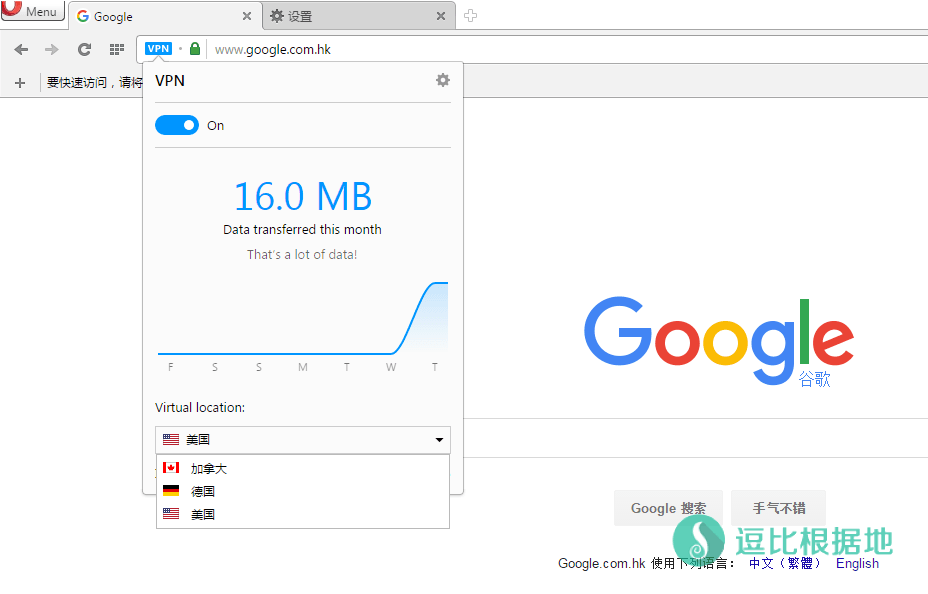 Menu
Google
设置
VPN
www.google.com.hk
要快速访问，请将
VPN
On
16.0 MB
Data transferred this month
That's a lot of data!
F S S M T W T
Google
谷歌
Virtual location:
美国
加拿大
德国
美国
Google 搜索
手气不错
逗比根据地
Google.com.hk 使用下列语言： 中文（繁體） English